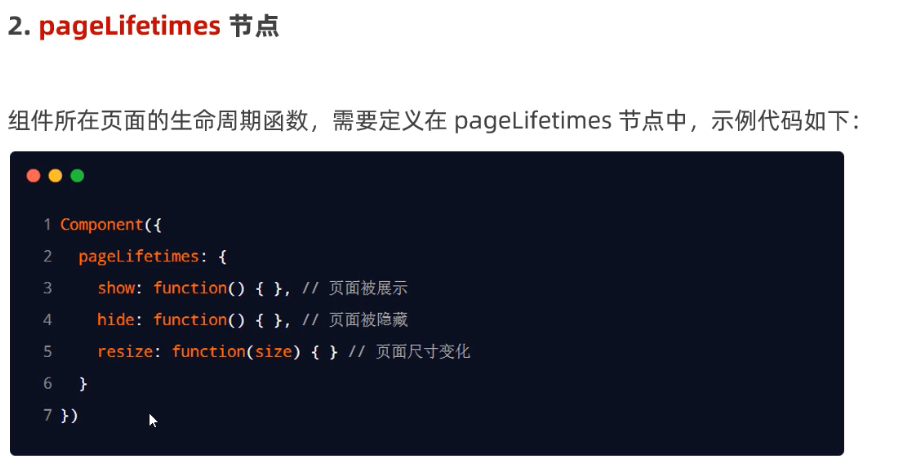 2. pageLifetimes 节点
组件所在页面的生命周期函数，需要定义在 pageLifetimes 节点中，示例代码如下：
1 Component({
2   pageLifetimes: {
3     show: function() { }, // 页面被展示
4     hide: function() { }, // 页面被隐藏
5     resize: function(size) { } // 页面尺寸变化
6   }
7 })